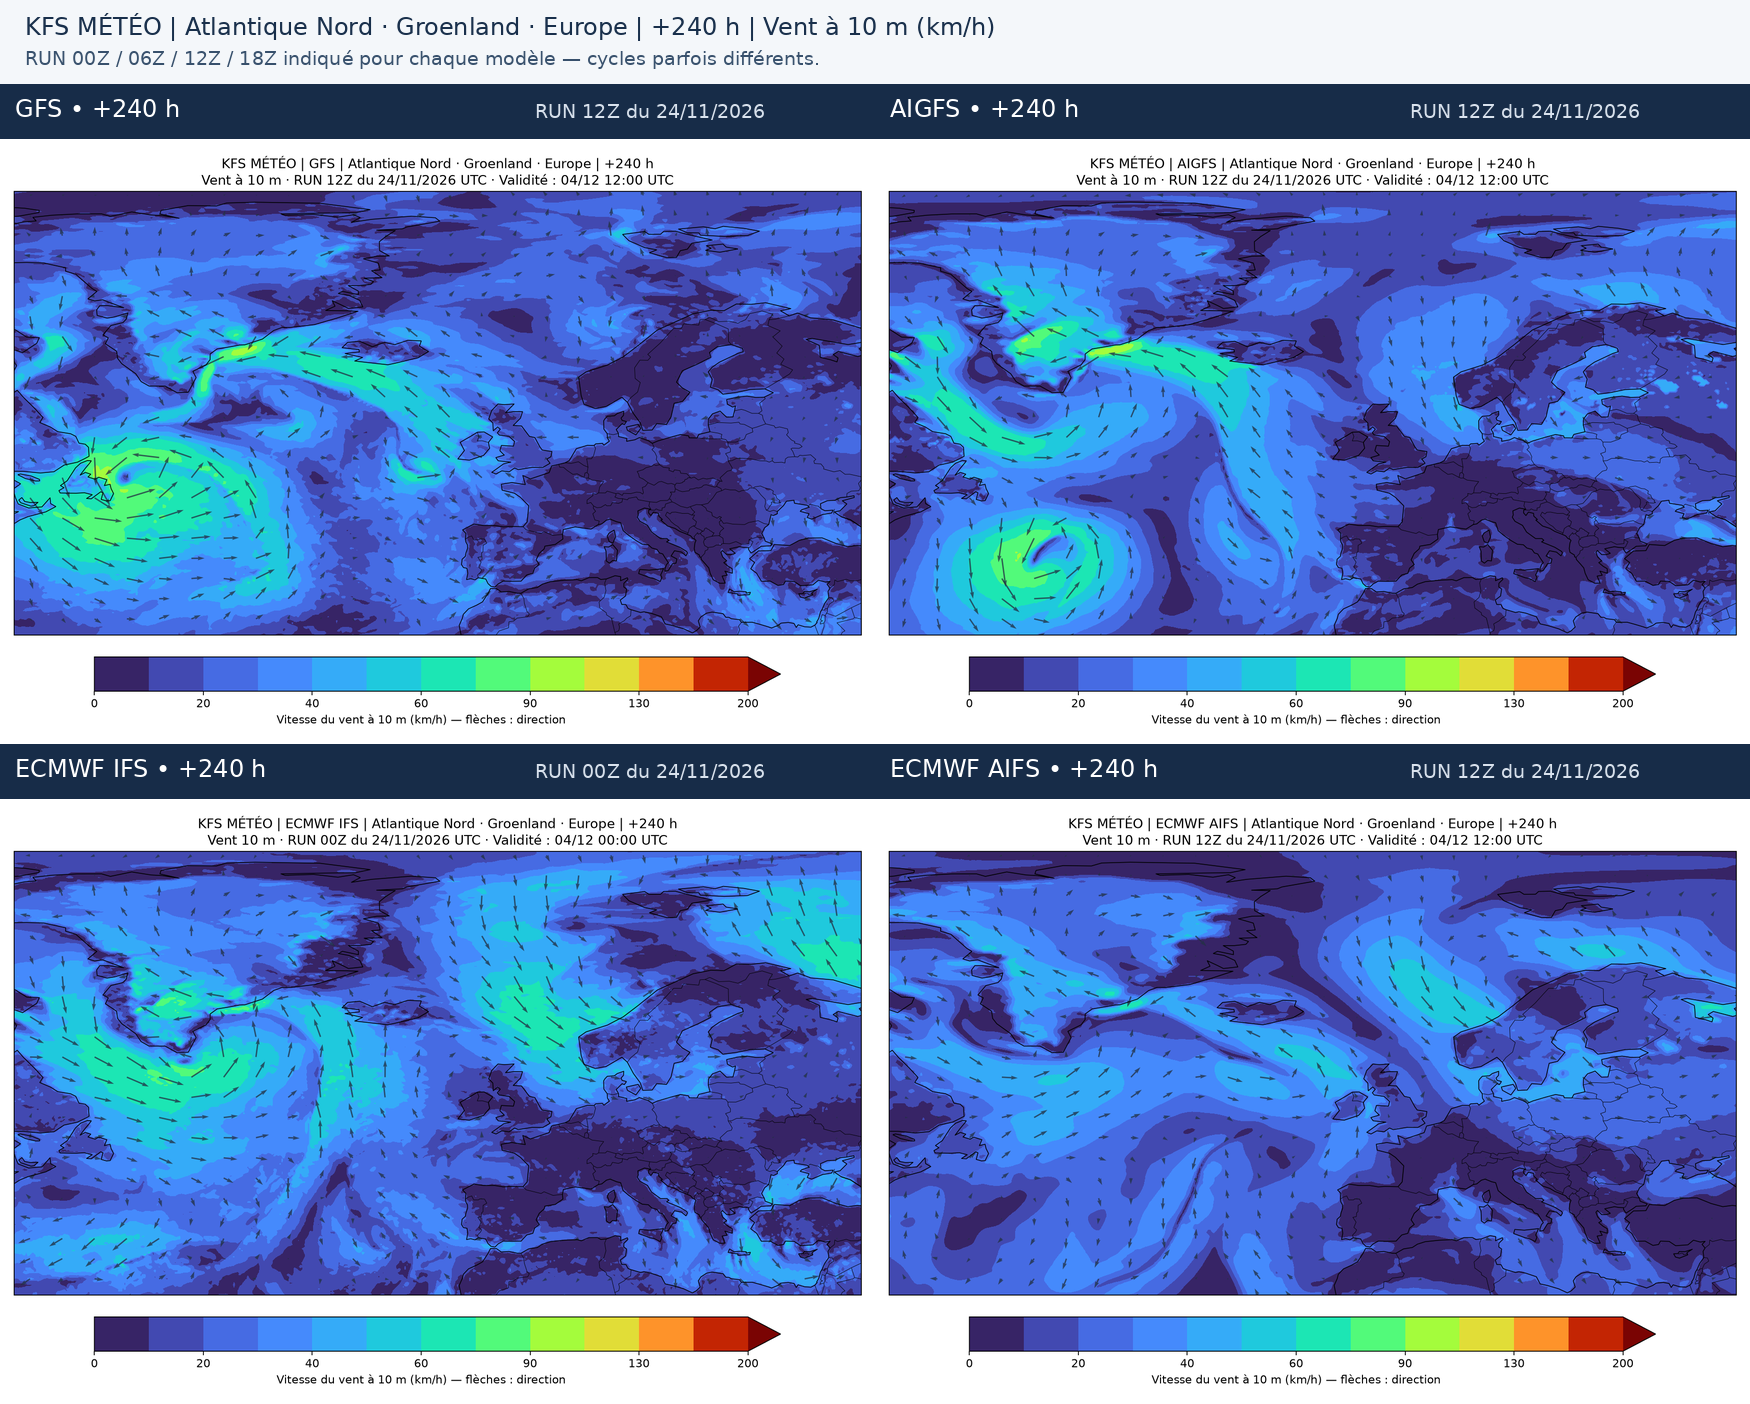 KFS MÉTÉO | Atlantique Nord · Groenland · Europe | +240 h | Vent à 10 m (km/h)
RUN 00Z / 06Z / 12Z / 18Z indiqué pour chaque modèle — cycles parfois différents.
GFS • +240 h
RUN 12Z du 24/11/2026
KFS MÉTÉO | GFS | Atlantique Nord · Groenland · Europe | +240 h
Vent à 10 m · RUN 12Z du 24/11/2026 UTC · Validité : 04/12 12:00 UTC
0 20 40 60 90 130 200
Vitesse du vent à 10 m (km/h) — flèches : direction
AIGFS • +240 h
RUN 12Z du 24/11/2026
KFS MÉTÉO | AIGFS | Atlantique Nord · Groenland · Europe | +240 h
Vent à 10 m · RUN 12Z du 24/11/2026 UTC · Validité : 04/12 12:00 UTC
0 20 40 60 90 130 200
Vitesse du vent à 10 m (km/h) — flèches : direction
ECMWF IFS • +240 h
RUN 00Z du 24/11/2026
KFS MÉTÉO | ECMWF IFS | Atlantique Nord · Groenland · Europe | +240 h
Vent 10 m · RUN 00Z du 24/11/2026 UTC · Validité : 04/12 00:00 UTC
0 20 40 60 90 130 200
Vitesse du vent à 10 m (km/h) — flèches : direction
ECMWF AIFS • +240 h
RUN 12Z du 24/11/2026
KFS MÉTÉO | ECMWF AIFS | Atlantique Nord · Groenland · Europe | +240 h
Vent 10 m · RUN 12Z du 24/11/2026 UTC · Validité : 04/12 12:00 UTC
0 20 40 60 90 130 200
Vitesse du vent à 10 m (km/h) — flèches : direction